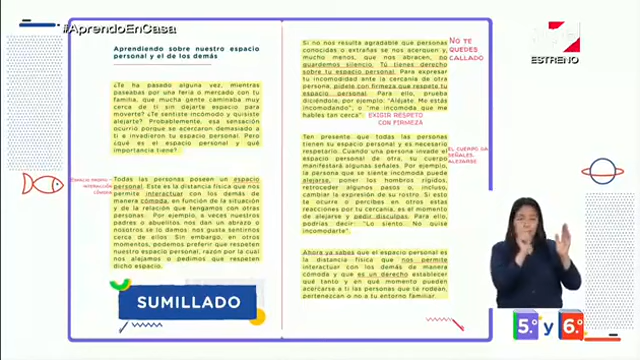 #AprendoEnCasa
ESTRENO
Aprendiendo sobre nuestro espacio
personal y el de los demás
¿Te ha pasado alguna vez, mientras
paseabas por una feria o mercado con tu
familia, que mucha gente caminaba muy
cerca de ti sin dejarte espacio para
moverte? ¿Te sentiste incómodo y quisiste
alejarte? Probablemente, esa sensación
ocurrió porque se acercaron demasiado a
ti e invadieron tu espacio personal. Pero
¿qué es el espacio personal y qué
importancia tiene?
Todas las personas poseen un espacio
personal. Este es la distancia física que nos
permite interactuar con los demás de
manera cómoda, en función de la situación
y de la relación que tengamos con otras
personas. Por ejemplo, a veces nuestros
padres o abuelitos nos dan un abrazo o
nosotros se lo damos; nos gusta sentirnos
cerca de ellos. Sin embargo, en otros
momentos, podemos preferir que respeten
nuestro espacio personal, razón por la cual
nos alejamos o pedimos que respeten
dicho espacio.
SUMILLADO
Si no nos resulta agradable que personas
conocidas o extrañas se nos acerquen y,
mucho menos, que nos abracen, no
guardemos silencio. Tú tienes derecho
sobre tu espacio personal. Para expresar
tu incomodidad ante la cercanía de otra
persona, pídele con firmeza que respete tu
espacio personal. Para ello, prueba
diciéndole, por ejemplo: "Aléjate. Me estás
incomodando"; o "me incomoda que me
hables tan cerca".
EXIGIR RESPETO
CON FIRMEZA
NO TE
QUEDES
CALLADO
Ten presente que todas las personas
tienen su espacio personal y es necesario
respetarlo. Cuando una persona invade el
espacio personal de otra, su cuerpo
manifestará algunas señales. Por ejemplo,
la persona que se siente incómoda puede
alejarse, poner los hombros rígidos,
retroceder algunos pasos o, incluso,
cambiar la expresión de su rostro. Si esto
te ocurre o percibes en otras estas
reacciones por tu cercanía, es el momento
de alejarse y pedir disculpas. Para ello,
podrías decir: "Lo siento. No quise
incomodarte".
EL CUERPO DA
SEÑALES
ALEJARSE
Ahora ya sabes que el espacio personal es
la distancia física que nos permite
interactuar con los demás de manera
cómoda y que es un derecho establecer
qué tanto y en qué momento pueden
acercarse a ti las personas que te rodean,
pertenezcan o no a tu entorno familiar.
5.° y 6.°